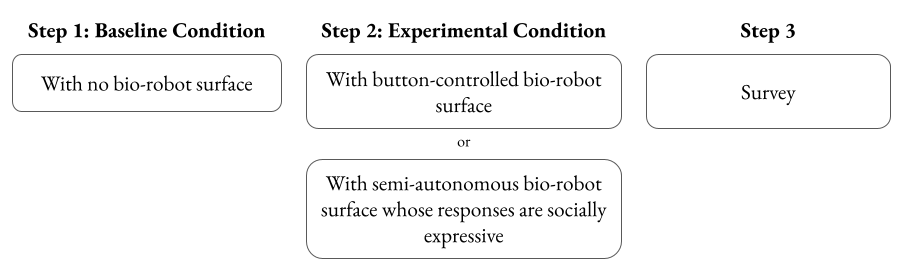 Step 1: Baseline Condition
With no bio-robot surface
Step 2: Experimental Condition
With button-controlled bio-robot
surface
or
With semi-autonomous bio-robot
surface whose responses are socially
expressive
Step 3
Survey